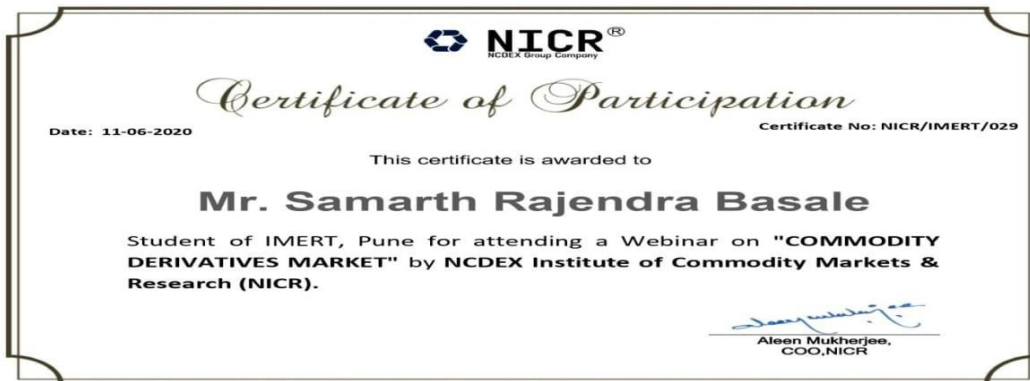 NICR®
NCDEX Group Company
Certificate of Participation
Date: 11-06-2020
Certificate No: NICR/IMERT/029
This certificate is awarded to
Mr. Samarth Rajendra Basale
Student of IMERT, Pune for attending a Webinar on "COMMODITY
DERIVATIVES MARKET" by NCDEX Institute of Commodity Markets &
Research (NICR).
Aleen Mukherjee,
COO,NICR